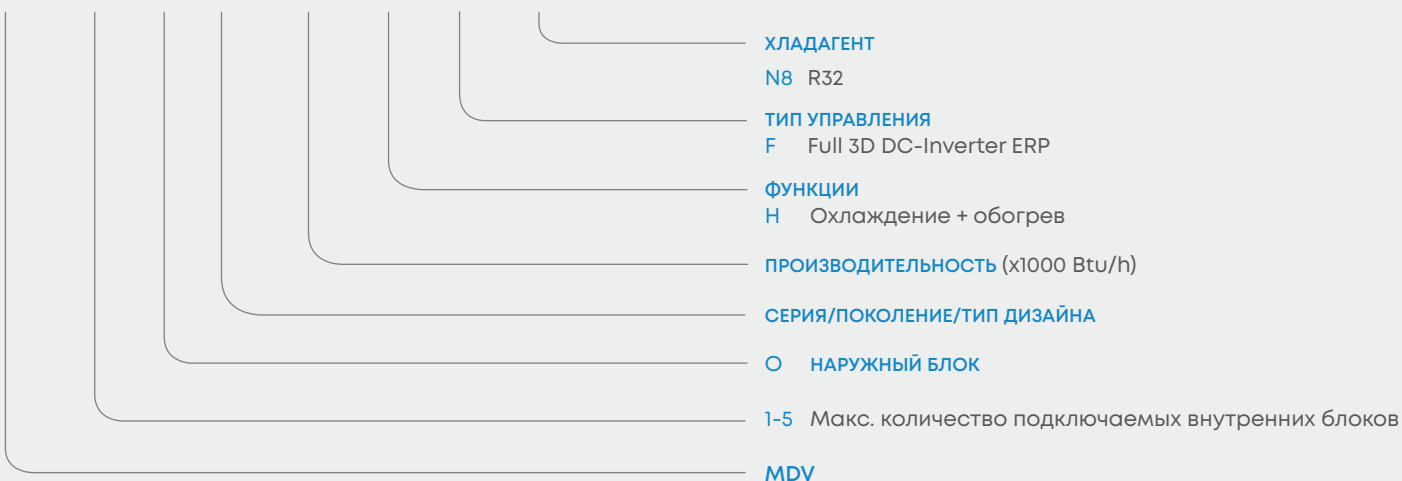 ХЛАДАГЕНТ
N8 R32
ТИП УПРАВЛЕНИЯ
F Full 3D DC-Inverter ERP
ФУНКЦИИ
H Охлаждение + обогрев
ПРОИЗВОДИТЕЛЬНОСТЬ (x1000 Btu/h)
СЕРИЯ/ПОКОЛЕНИЕ/ТИП ДИЗАЙНА
O НАРУЖНЫЙ БЛОК
1-5 Макс. количество подключаемых внутренних блоков
MDV